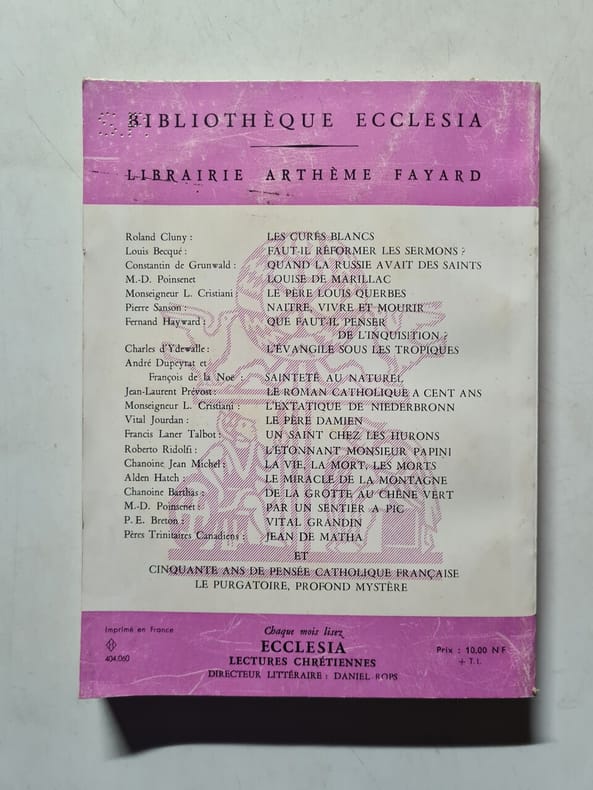 BIBLIOTHÈQUE ECCLESIA
LIBRAIRIE ARTHÈME FAYARD
Roland Cluny : LES CURÉS BLANCS
Louis Becqué : FAUT-IL RÉFORMER LES SERMONS ?
Constantin de Grunwald : QUAND LA RUSSIE AVAIT DES SAINTS
M.-D. Poinsenet LOUISE DE MARILLAC
Monseigneur L. Cristiani : LE PÈRE LOUIS QUERBES
Pierre Sanson : NAITRE, VIVRE ET MOURIR
Fernand Hayward : QUE FAUT-IL PENSER
DE L'INQUISITION ?
Charles d'Ydewalle : L'ÉVANGILE SOUS LES TROPIQUES
André Dupeyrat et
François de la Noë : SAINTETÉ AU NATUREL
Jean-Laurent Prévost : LE ROMAN CATHOLIQUE A CENT ANS
Monseigneur L. Cristiani : L'EXTATIQUE DE NIEDERBRONN
Vital Jourdan : LE PÈRE DAMIEN
Francis Laner Talbot : UN SAINT CHEZ LES HURONS
Roberto Ridolfi : L'ÉTONNANT MONSIEUR PAPINI
Chanoine Jean Michel : LA VIE, LA MORT, LES MORTS
Alden Hatch : LE MIRACLE DE LA MONTAGNE
Chanoine Barthas : DE LA GROTTE AU CHÊNE VERT
M.-D. Poinsenet : PAR UN SENTIER A PIC
P. E. Breton : VITAL GRANDIN
Pères Trinitaires Canadiens : JEAN DE MATHA
ET
CINQUANTE ANS DE PENSÉE CATHOLIQUE FRANÇAISE
LE PURGATOIRE, PROFOND MYSTÈRE
Imprimé en France
404.060
Chaque mois lisez
ECCLESIA
LECTURES CHRÉTIENNES
DIRECTEUR LITTÉRAIRE : DANIEL ROPS
Prix : 10.00 NF
+ T.L.